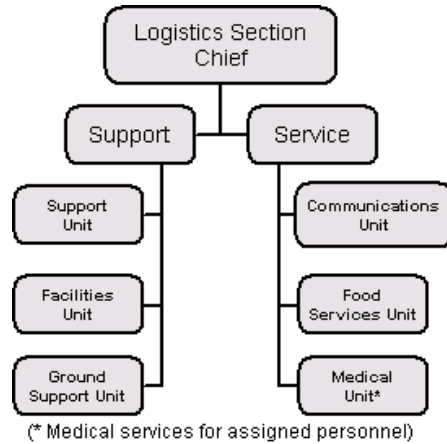 Logistics Section
Chief
Support
Service
Support
Unit
Communications
Unit
Facilities
Unit
Food
Services Unit
Ground
Support Unit
Medical
Unit*
(* Medical services for assigned personnel)